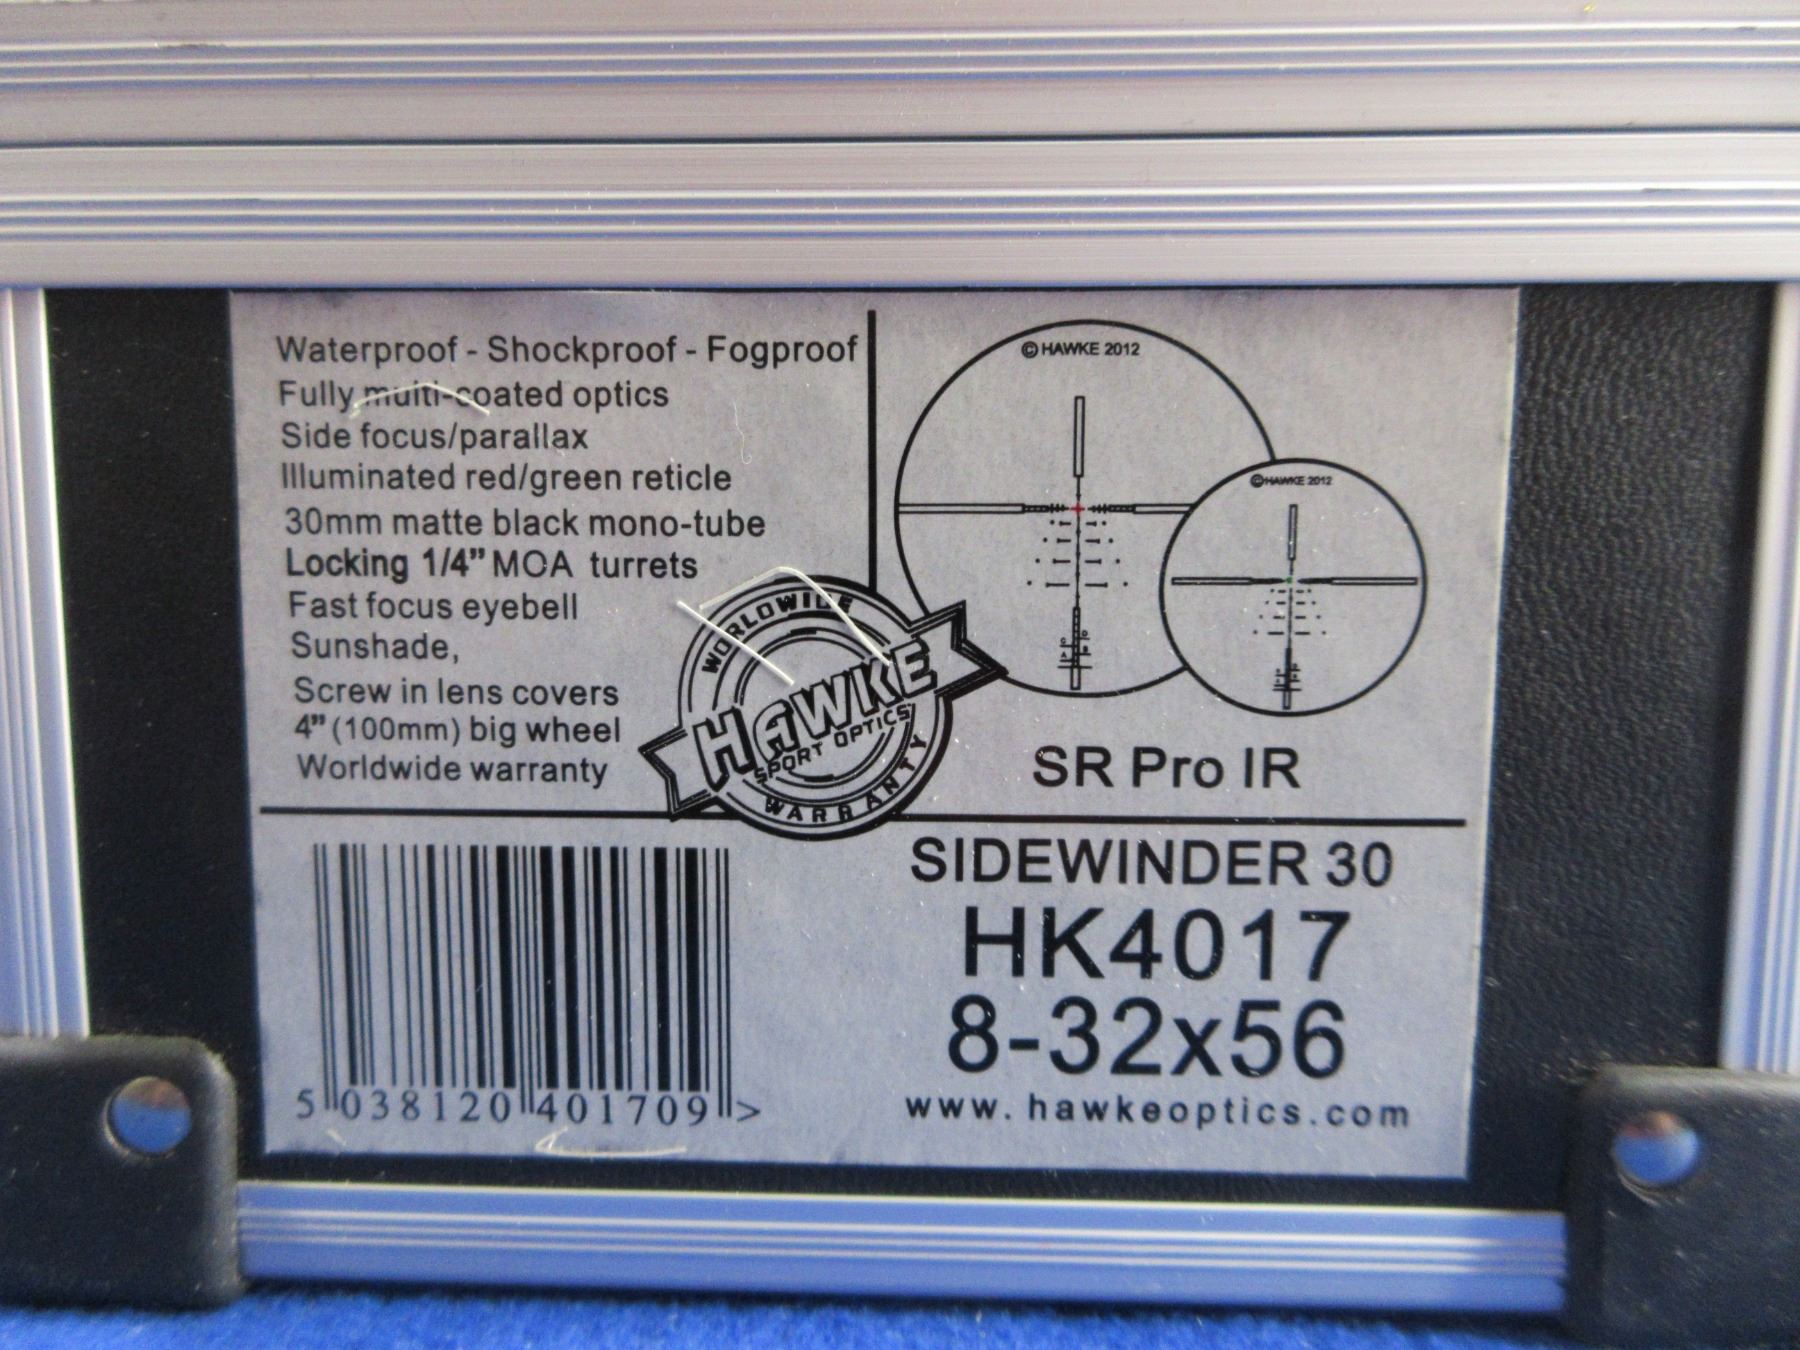 Waterproof - Shockproof - Fogproof
Fully multi-coated optics
Side focus/parallax
Illuminated red/green reticle
30mm matte black mono-tube
Locking 1/4” MOA turrets
Fast focus eyebell
Sunshade,
Screw in lens covers
4” (100mm) big wheel
Worldwide warranty
WORLDWIDE
HAWKE
SPORT OPTICS
WARRANTY
© HAWKE 2012
© HAWKE 2012
SR Pro IR
SIDEWINDER 30
HK4017
8-32x56
www.hawkeoptics.com
5 038120 401709 >